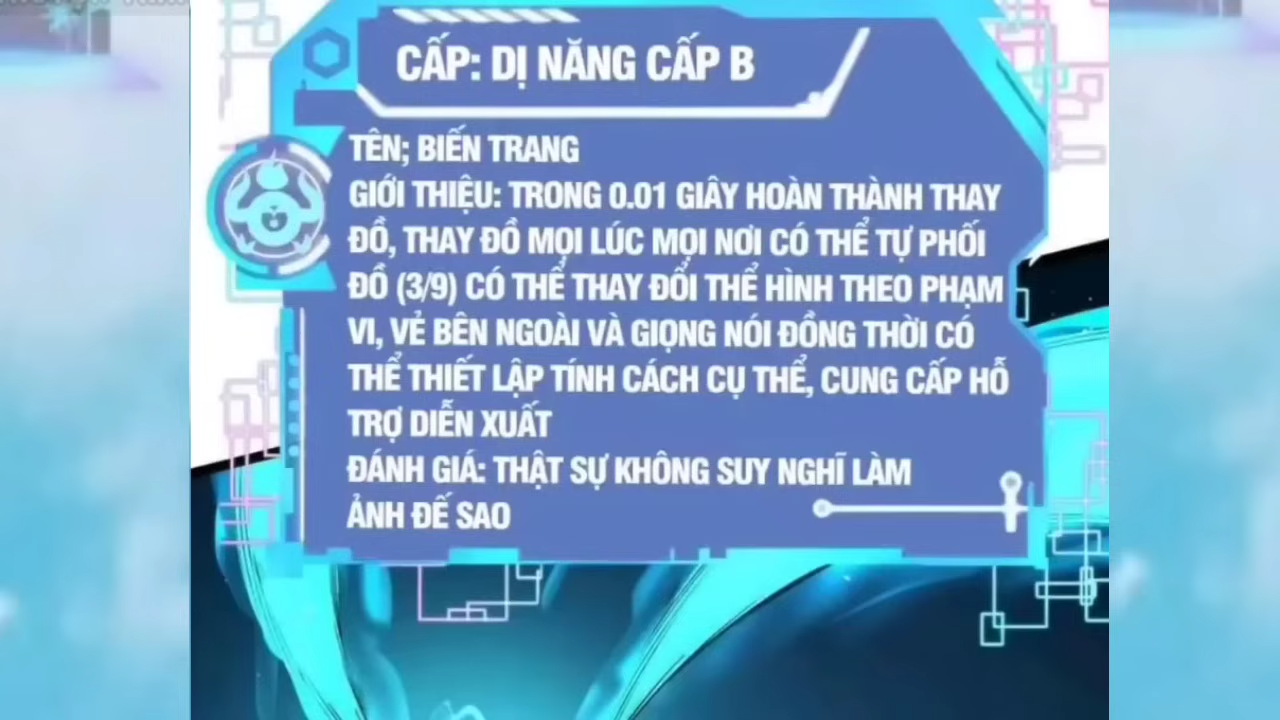 CẤP: DỊ NĂNG CẤP B
TÊN; BIẾN TRANG
GIỚI THIỆU: TRONG 0.01 GIÂY HOÀN THÀNH THAY
ĐỒ, THAY ĐỒ MỌI LÚC MỌI NƠI CÓ THỂ TỰ PHỐI
ĐỒ (3/9) CÓ THỂ THAY ĐỔI THỂ HÌNH THEO PHẠM
VI, VẺ BÊN NGOÀI VÀ GIỌNG NÓI ĐỒNG THỜI CÓ
THỂ THIẾT LẬP TÍNH CÁCH CỤ THỂ, CUNG CẤP HỖ
TRỢ DIỄN XUẤT
ĐÁNH GIÁ: THẬT SỰ KHÔNG SUY NGHĨ LÀM
ẢNH ĐẾ SAO